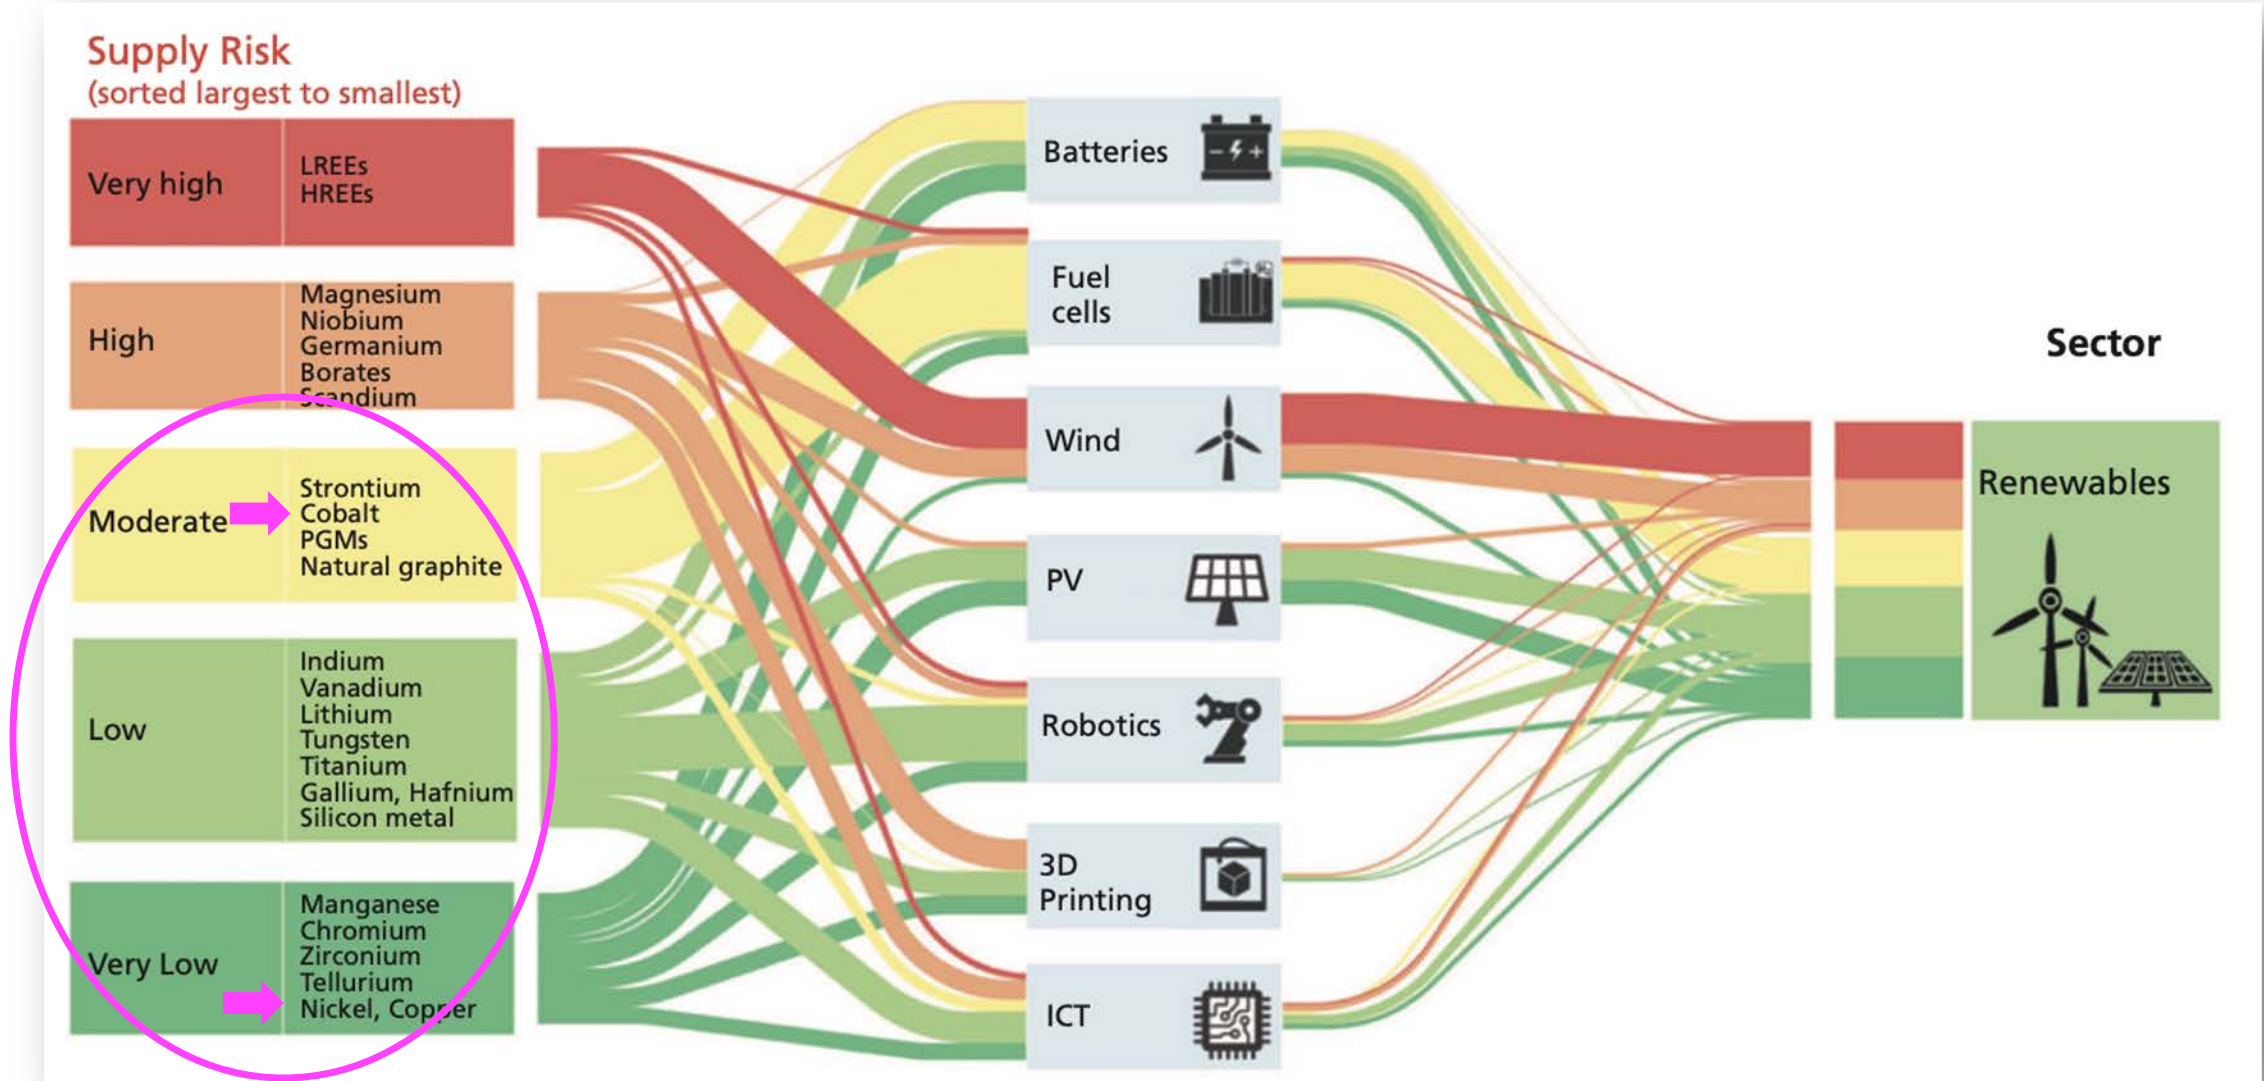 Supply Risk
(sorted largest to smallest)
Very high
LREEs
HREEs
High
Magnesium
Niobium
Germanium
Borates
Scandium
Moderate
Strontium
Cobalt
PGMs
Natural graphite
Low
Indium
Vanadium
Lithium
Tungsten
Titanium
Gallium, Hafnium
Silicon metal
Very Low
Manganese
Chromium
Zirconium
Tellurium
Nickel, Copper
Batteries
Fuel
cells
Wind
PV
Robotics
3D
Printing
ICT
Sector
Renewables